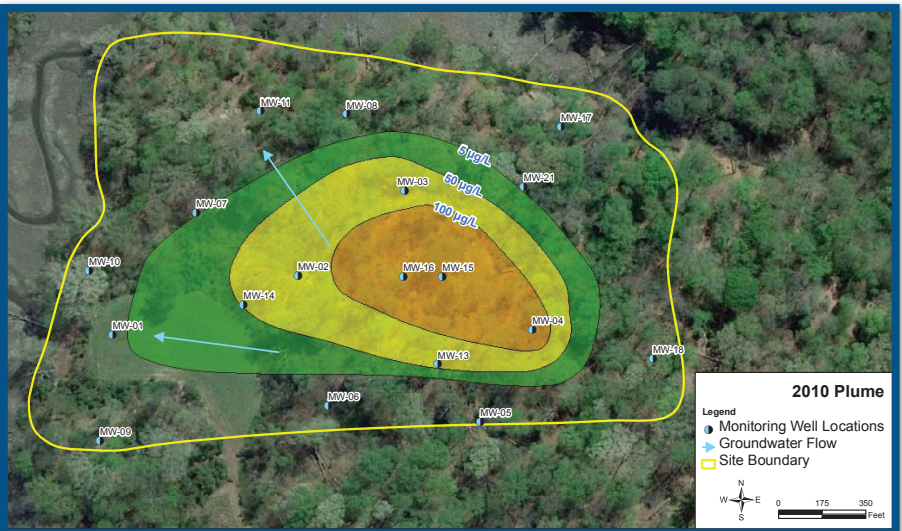 MW-11
MW-08
MW-17
5 µg/L
MW-21
50 µg/L
MW-03
100 µg/L
MW-07
MW-10
MW-02
MW-16
MW-15
MW-14
MW-01
MW-04
MW-13
MW-18
MW-06
MW-05
MW-09
2010 Plume
Legend
Monitoring Well Locations
Groundwater Flow
Site Boundary
N
W E
S
0 175 350
Feet